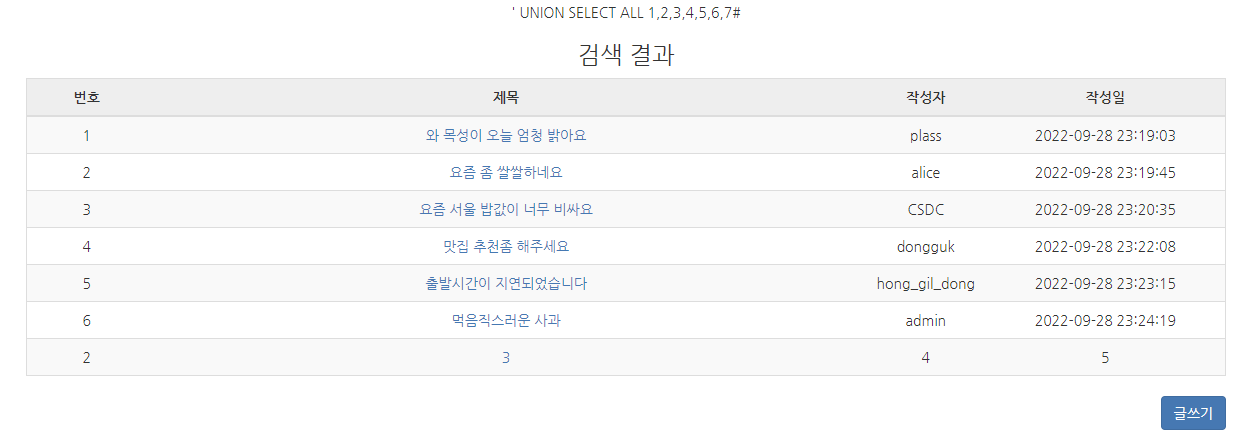 ' UNION SELECT ALL 1,2,3,4,5,6,7#
검색 결과
번호 제목 작성자 작성일
1 와 목성이 오늘 엄청 밝아요 plass 2022-09-28 23:19:03
2 요즘 좀 쌀쌀하네요 alice 2022-09-28 23:19:45
3 요즘 서울 밥값이 너무 비싸요 CSDC 2022-09-28 23:20:35
4 맛집 추천좀 해주세요 dongguk 2022-09-28 23:22:08
5 출발시간이 지연되었습니다 hong_gil_dong 2022-09-28 23:23:15
6 먹음직스러운 사과 admin 2022-09-28 23:24:19
2 3 4 5
글쓰기